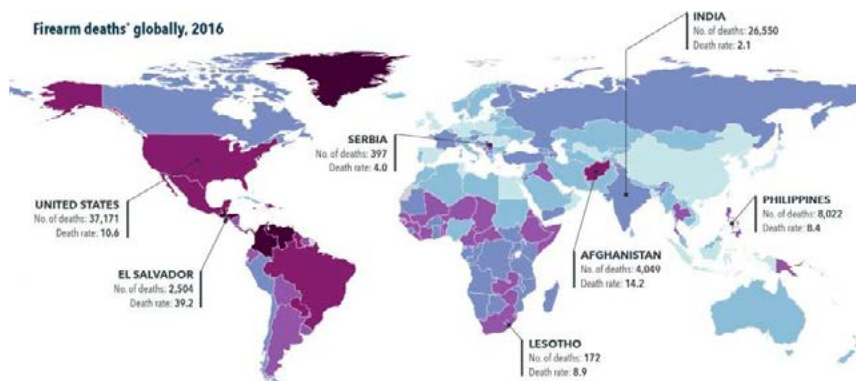 Firearm deaths* globally, 2016
INDIA
No. of deaths: 26,550
Death rate: 2.1
SERBIA
No. of deaths: 397
Death rate: 4.0
UNITED STATES
No. of deaths: 37,171
Death rate: 10.6
PHILIPPINES
No. of deaths: 8,022
Death rate: 8.4
EL SALVADOR
No. of deaths: 2,504
Death rate: 39.2
AFGHANISTAN
No. of deaths: 4,049
Death rate: 14.2
LESOTHO
No. of deaths: 172
Death rate: 8.9